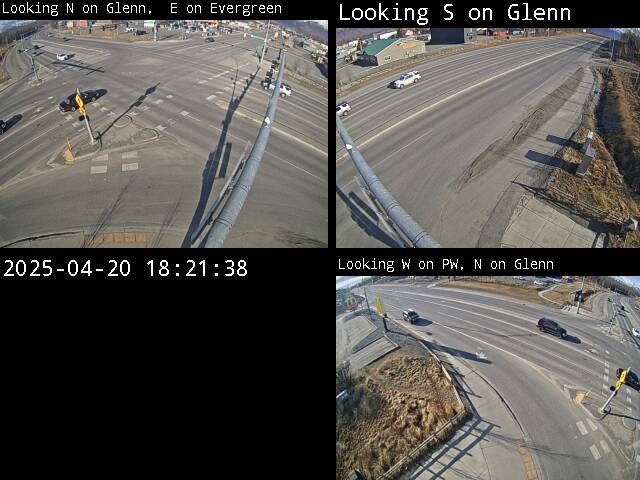 Looking N on Glenn,  E on Evergreen
Looking S on Glenn
2025-04-20 18:21:38
Looking W on PW, N on Glenn